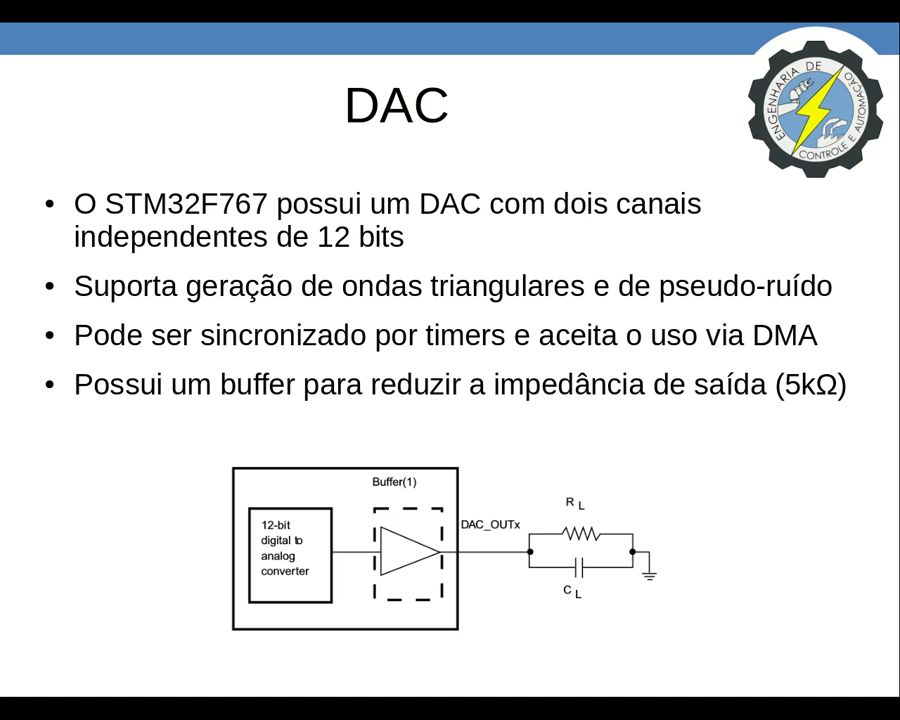 ENGENHARIA DE
CONTROLE E AUTOMAÇÃO
DAC
• O STM32F767 possui um DAC com dois canais
independentes de 12 bits
• Suporta geração de ondas triangulares e de pseudo-ruído
• Pode ser sincronizado por timers e aceita o uso via DMA
• Possui um buffer para reduzir a impedância de saída (5kΩ)
Buffer(1)
12-bit
digital to
analog
converter
DAC_OUTx
R L
C L